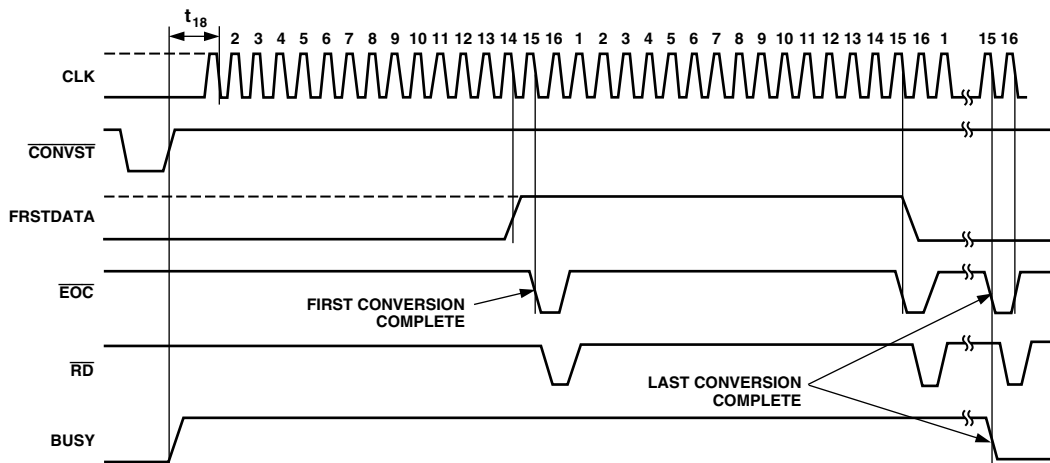 t18
2 3 4 5 6 7 8 9 10 11 12 13 14 15 16 1 2 3 4 5 6 7 8 9 10 11 12 13 14 15 16 1 15 16
CLK
CONVST
FRSTDATA
EOC
FIRST CONVERSION
COMPLETE
RD
LAST CONVERSION
COMPLETE
BUSY